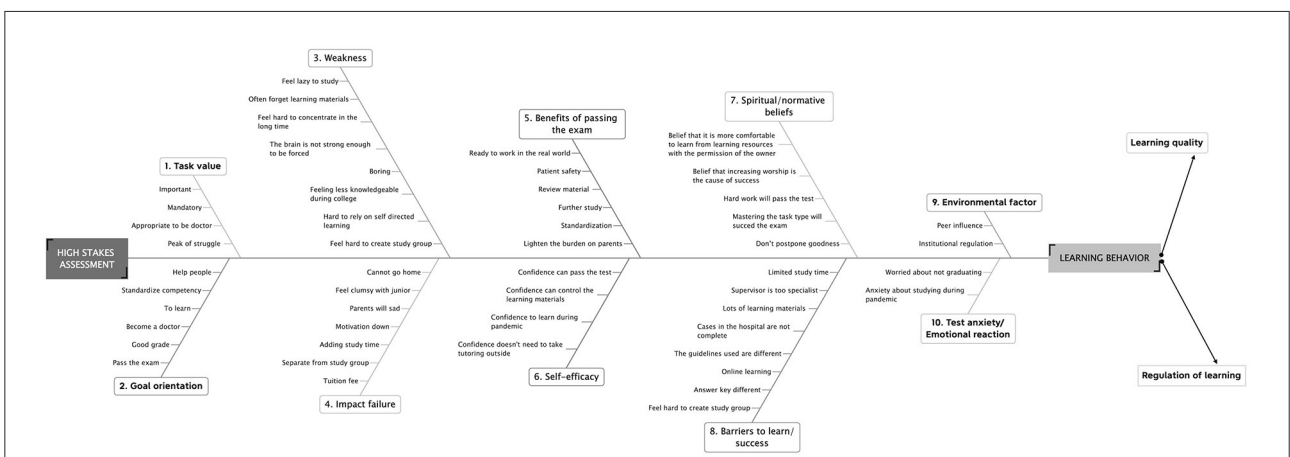 3. Weakness
Feel lazy to study
Often forget learning materials
Feel hard to concentrate in the
long time
The brain is not strong enough
to be forced
Boring
Feeling less knowledgeable
during college
Hard to rely on self directed
learning
Feel hard to create study group
1. Task value
Important
Mandatory
Appropriate to be doctor
Peak of struggle
5. Benefits of passing
the exam
Ready to work in the real world
Patient safety
Review material
Further study
Standardization
Lighten the burden on parents
7. Spiritual/normative
beliefs
Belief that it is more comfortable
to learn from learning resources
with the permission of the owner
Belief that increasing worship is
the cause of success
Hard work will pass the test
Mastering the task type will
succed the exam
Don't postpone goodness
9. Environmental factor
Peer influence
Institutional regulation
Learning quality
HIGH STAKES
ASSESSMENT
LEARNING BEHAVIOR
Help people
Standardize competency
To learn
Become a doctor
Good grade
Pass the exam
2. Goal orientation
Cannot go home
Feel clumsy with junior
Parents will sad
Motivation down
Adding study time
Separate from study group
Tuition fee
4. Impact failure
Confidence can pass the test
Confidence can control the
learning materials
Confidence to learn during
pandemic
Confidence doesn't need to take
tutoring outside
6. Self-efficacy
Limited study time
Supervisor is too specialist
Lots of learning materials
Cases in the hospital are not
complete
The guidelines used are different
Online learning
Answer key different
Feel hard to create study group
8. Barriers to learn/
success
Worried about not graduating
Anxiety about studying during
pandemic
10. Test anxiety/
Emotional reaction
Regulation of learning